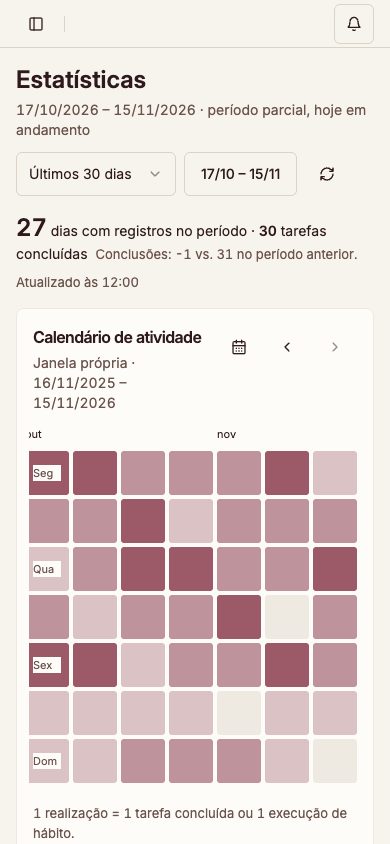 Estatísticas
17/10/2026 – 15/11/2026 · período parcial, hoje em
andamento
Últimos 30 dias
17/10 – 15/11
27 dias com registros no período · 30 tarefas
concluídas Conclusões: -1 vs. 31 no período anterior.
Atualizado às 12:00
Calendário de atividade
Janela própria ·
16/11/2025 –
15/11/2026
out nov
Seg
Qua
Sex
Dom
1 realização = 1 tarefa concluída ou 1 execução de
hábito.